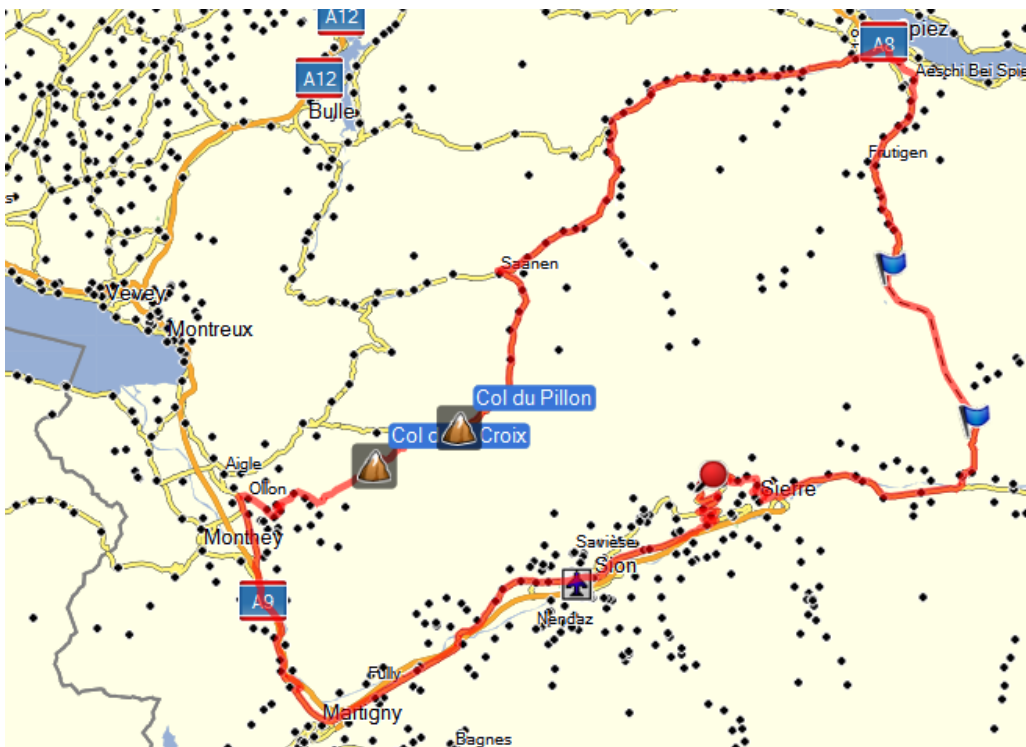 A12
A12
A8
piez
Aeschi Bei Spie
Bulle
Frutigen
s
Saanen
Vevey
Montreux
Col du Pillon
Col d Croix
Aigle
Ollon
Sierre
Monthey
Savièse
Sion
A9
Nendaz
Fully
Martigny
Bagnes